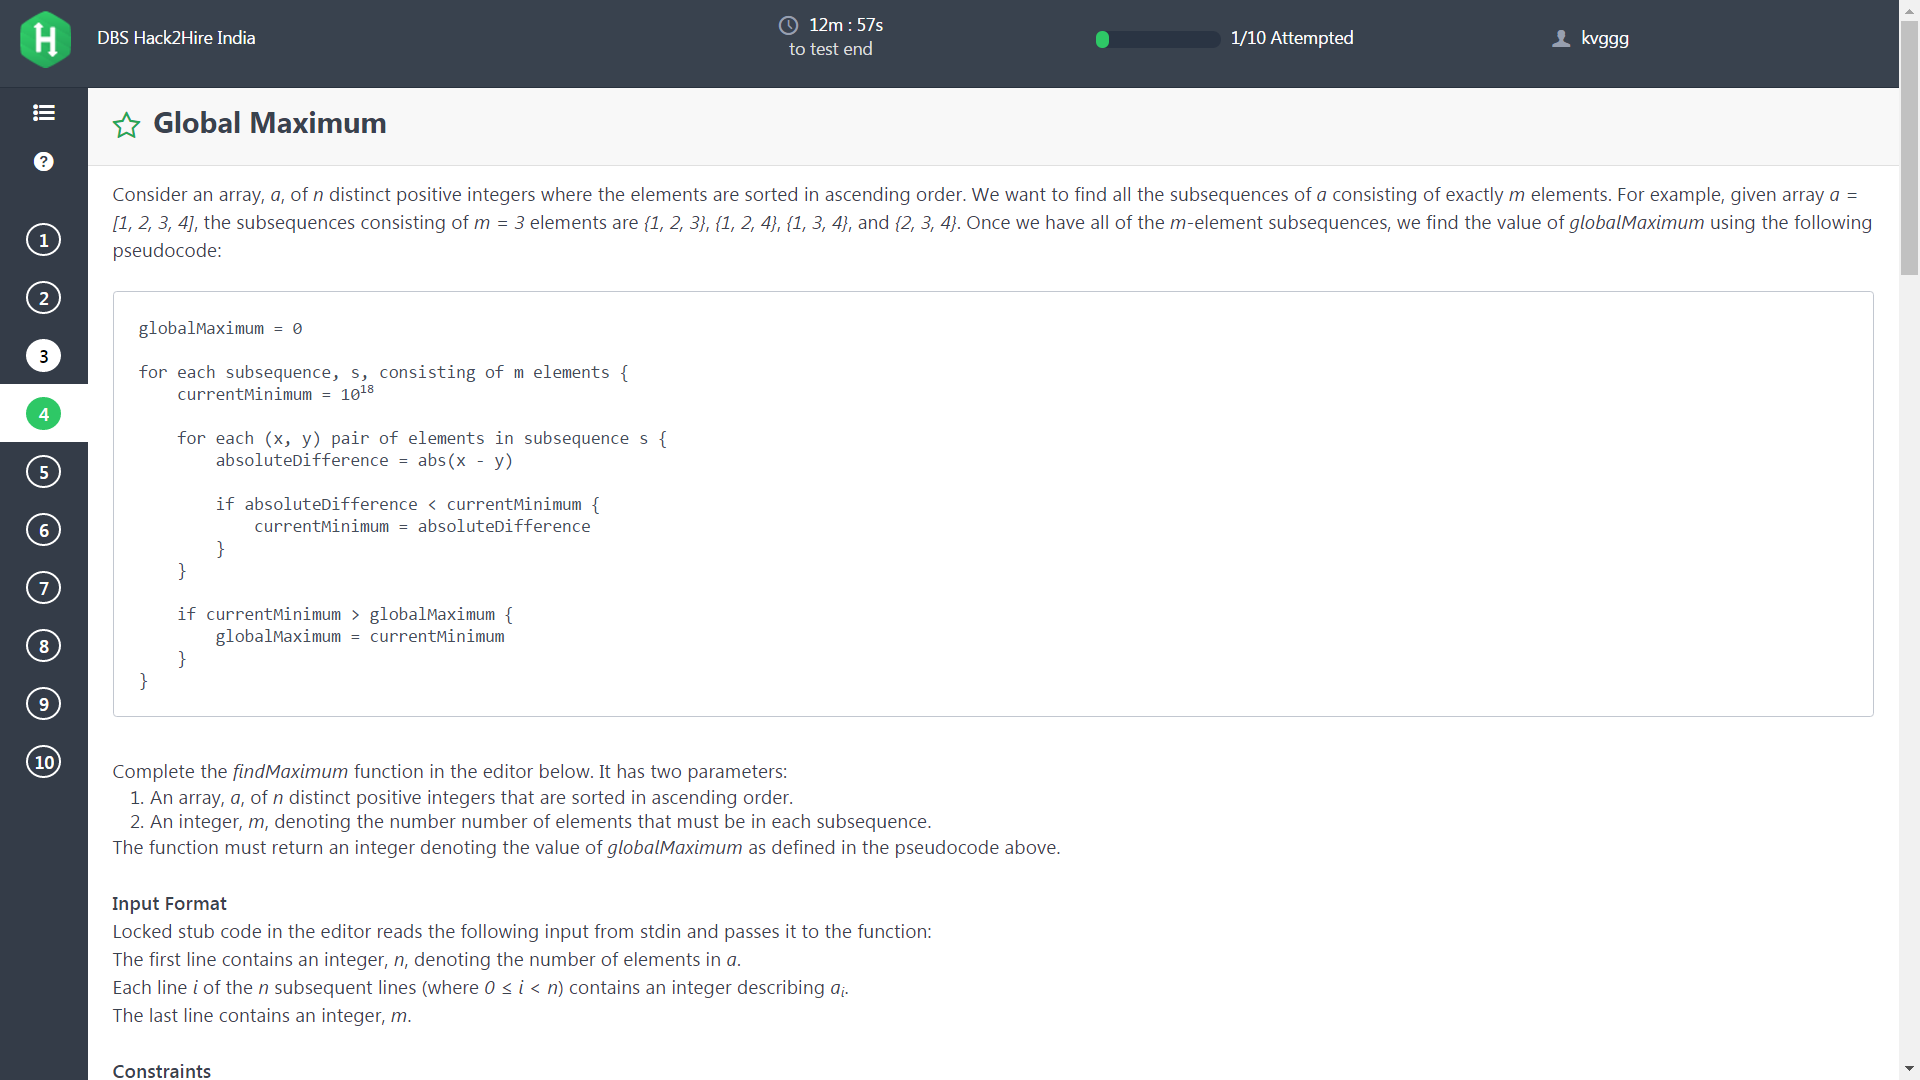 DBS Hack2Hire India
12m : 57s
to test end
1/10 Attempted
kvggg
?
1
2
3
4
5
6
7
8
9
10
Global Maximum
Consider an array, a, of n distinct positive integers where the elements are sorted in ascending order. We want to find all the subsequences of a consisting of exactly m elements. For example, given array a =
[1, 2, 3, 4], the subsequences consisting of m = 3 elements are {1, 2, 3}, {1, 2, 4}, {1, 3, 4}, and {2, 3, 4}. Once we have all of the m-element subsequences, we find the value of globalMaximum using the following
pseudocode:
globalMaximum = 0
for each subsequence, s, consisting of m elements {
    currentMinimum = 10¹⁸
    for each (x, y) pair of elements in subsequence s {
        absoluteDifference = abs(x - y)
        if absoluteDifference < currentMinimum {
            currentMinimum = absoluteDifference
        }
    }
    if currentMinimum > globalMaximum {
        globalMaximum = currentMinimum
    }
}
Complete the findMaximum function in the editor below. It has two parameters:
1. An array, a, of n distinct positive integers that are sorted in ascending order.
2. An integer, m, denoting the number number of elements that must be in each subsequence.
The function must return an integer denoting the value of globalMaximum as defined in the pseudocode above.
Input Format
Locked stub code in the editor reads the following input from stdin and passes it to the function:
The first line contains an integer, n, denoting the number of elements in a.
Each line i of the n subsequent lines (where 0 ≤ i < n) contains an integer describing aᵢ.
The last line contains an integer, m.
Constraints